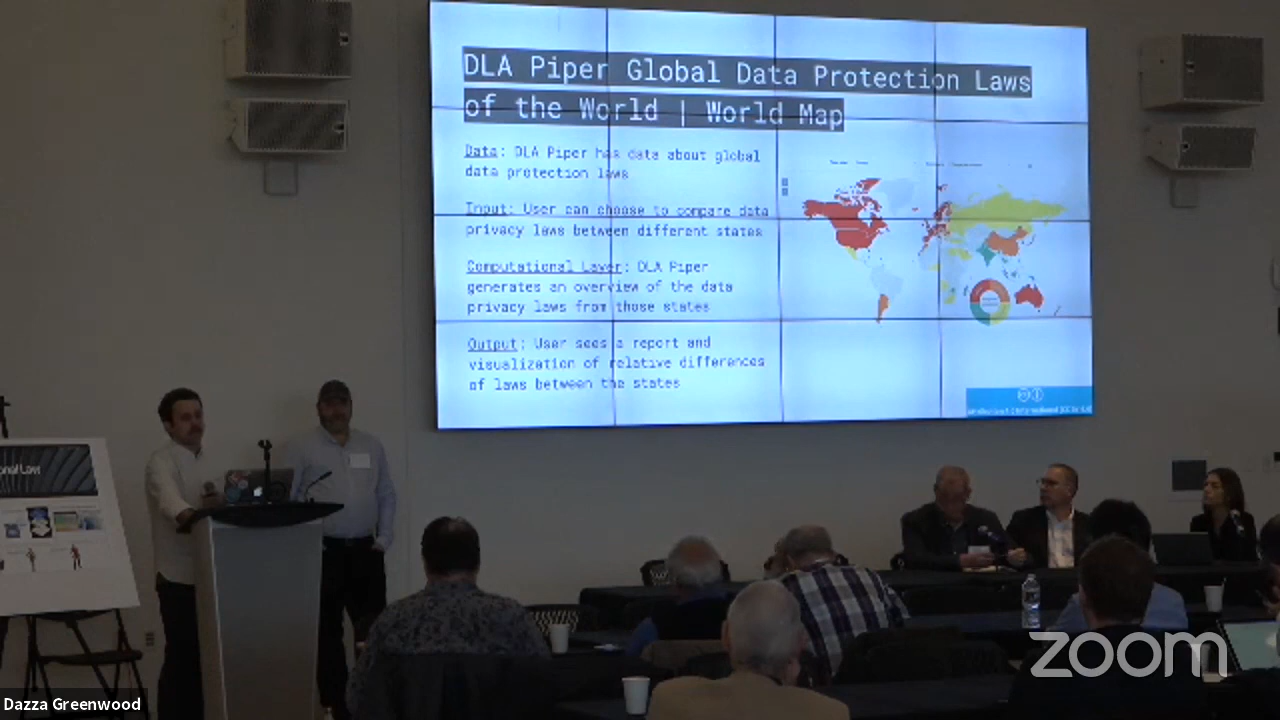 DLA Piper Global Data Protection Laws
of the World | World Map
Data: DLA Piper has data about global
data protection laws
Input: User can choose to compare data
privacy laws between different states
Computational Layer: DLA Piper
generates an overview of the data
privacy laws from those states
Output: User sees a report and
visualization of relative differences
of laws between the states
onal Law
zoom
Dazza Greenwood